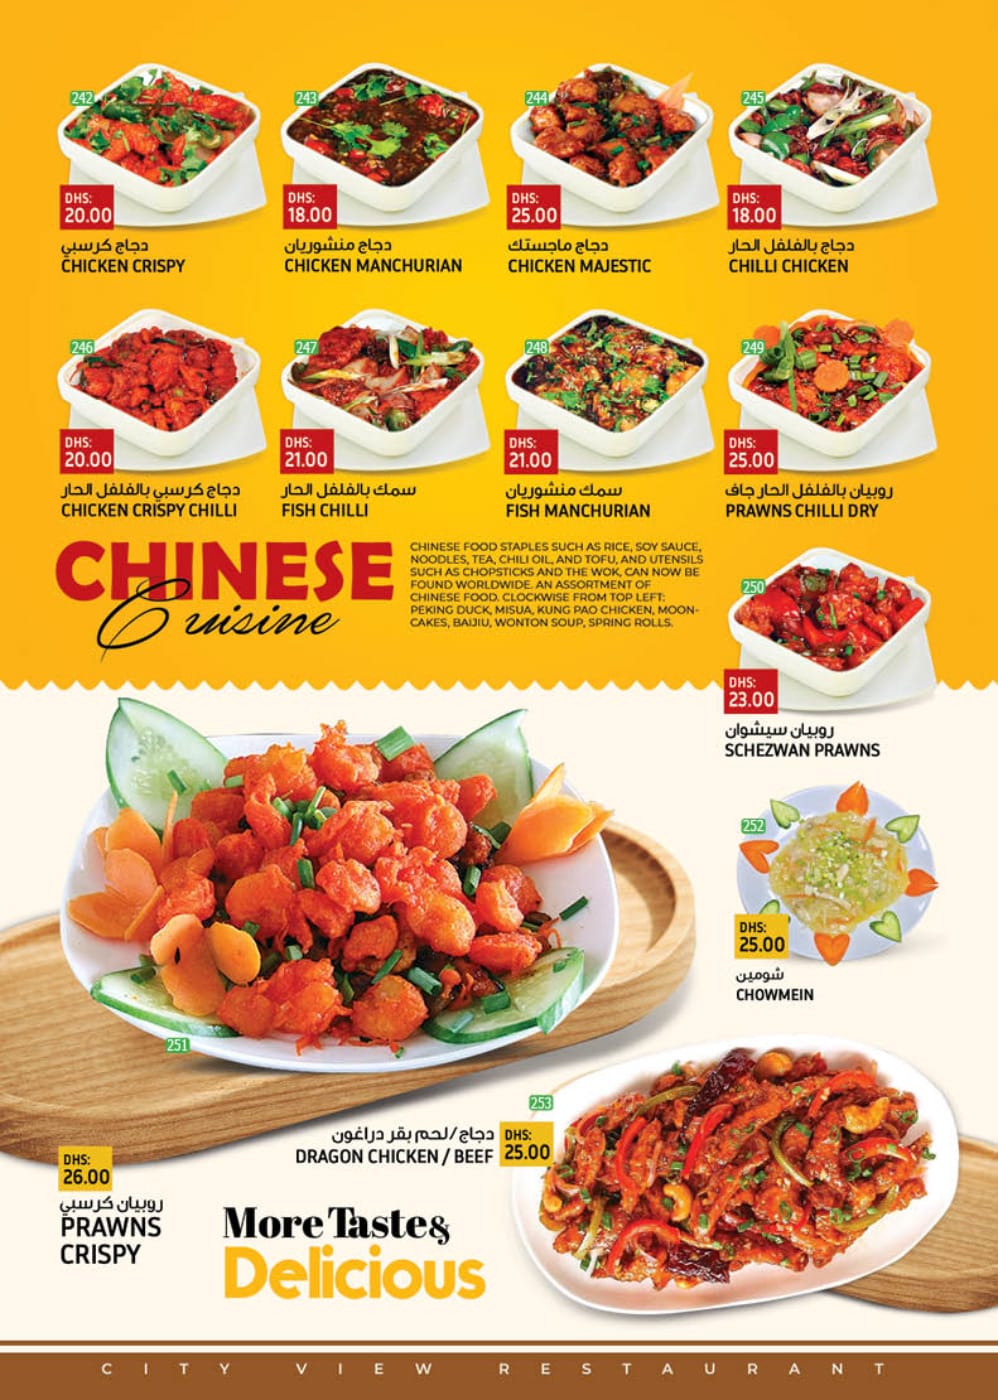 242
DHS:
20.00
دجاج كرسبي
CHICKEN CRISPY
243
DHS:
18.00
دجاج منشوريان
CHICKEN MANCHURIAN
244
DHS:
25.00
دجاج ماجستك
CHICKEN MAJESTIC
245
DHS:
18.00
دجاج بالفلفل الحار
CHILLI CHICKEN
246
DHS:
20.00
دجاج كرسبي بالفلفل الحار
CHICKEN CRISPY CHILLI
247
DHS:
21.00
سمك بالفلفل الحار
FISH CHILLI
248
DHS:
21.00
سمك منشوريان
FISH MANCHURIAN
249
DHS:
25.00
روبيان بالفلفل الحار جاف
PRAWNS CHILLI DRY
CHINESE
Cuisine
CHINESE FOOD STAPLES SUCH AS RICE, SOY SAUCE,
NOODLES, TEA, CHILI OIL, AND TOFU, AND UTENSILS
SUCH AS CHOPSTICKS AND THE WOK, CAN NOW BE
FOUND WORLDWIDE. AN ASSORTMENT OF
CHINESE FOOD. CLOCKWISE FROM TOP LEFT:
PEKING DUCK, MISUA, KUNG PAO CHICKEN, MOON-
CAKES, BAIJIU, WONTON SOUP, SPRING ROLLS.
250
DHS:
23.00
روبيان سيشوان
SCHEZWAN PRAWNS
252
DHS:
25.00
شومين
CHOWMEIN
251
DHS:
26.00
روبيان كرسبي
PRAWNS
CRISPY
253
دجاج/لحم بقر دراغون
DRAGON CHICKEN / BEEF
DHS:
25.00
More Taste&
Delicious
CITY VIEW RESTAURANT